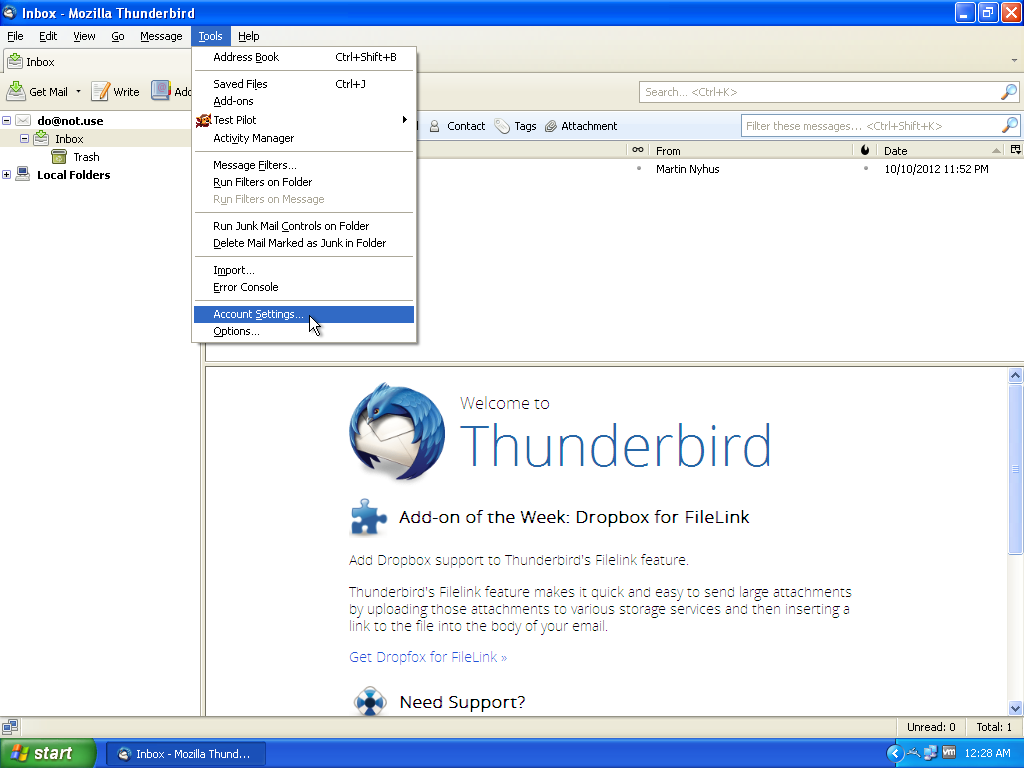 Inbox - Mozilla Thunderbird
File Edit View Go Message Tools Help
Inbox
Get Mail Write
Search... <Ctrl+K>
Address Book Ctrl+Shift+B
Saved Files Ctrl+J
Add-ons
Test Pilot
Activity Manager
Message Filters...
Run Filters on Folder
Run Filters on Message
Run Junk Mail Controls on Folder
Delete Mail Marked as Junk in Folder
Import...
Error Console
Account Settings...
Options...
do@not.use
Inbox
Trash
Local Folders
Contact Tags Attachment
Filter these messages... <Ctrl+Shift+K>
From Date
Martin Nyhus 10/10/2012 11:52 PM
Welcome to
Thunderbird
Add-on of the Week: Dropbox for FileLink
Add Dropbox support to Thunderbird's Filelink feature.
Thunderbird's Filelink feature makes it quick and easy to send large attachments
by uploading those attachments to various storage services and then inserting a
link to the file into the body of your email.
Get Dropfox for FileLink »
Need Support?
Unread: 0 Total: 1
start Inbox - Mozilla Thund... 12:28 AM